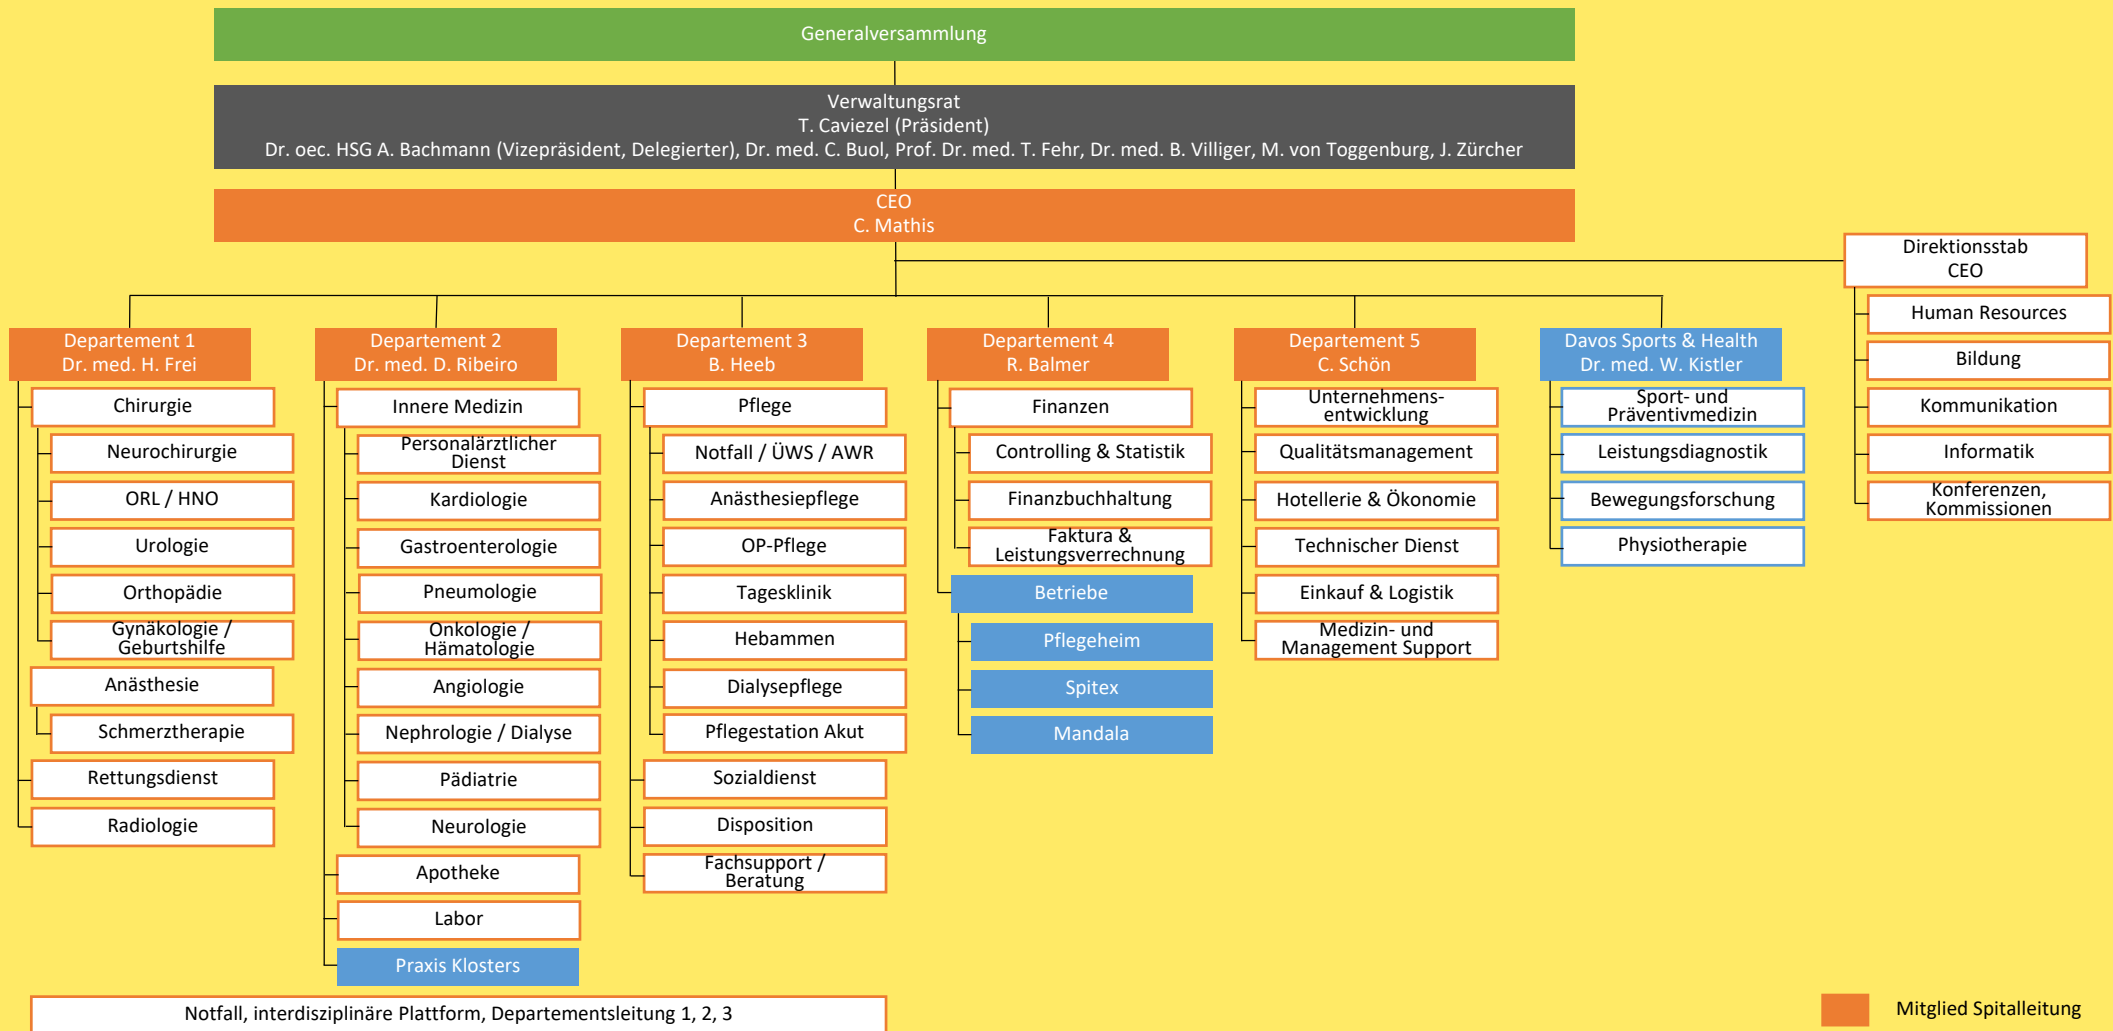 Generalversammlung
Verwaltungsrat
T. Caviezel (Präsident)
Dr. oec. HSG A. Bachmann (Vizepräsident, Delegierter), Dr. med. C. Buol, Prof. Dr. med. T. Fehr, Dr. med. B. Villiger, M. von Toggenburg, J. Zürcher
CEO
C. Mathis
Direktionsstab
CEO
Human Resources
Bildung
Kommunikation
Informatik
Konferenzen,
Kommissionen
Departement 1
Dr. med. H. Frei
Chirurgie
Neurochirurgie
ORL / HNO
Urologie
Orthopädie
Gynäkologie /
Geburtshilfe
Anästhesie
Schmerztherapie
Rettungsdienst
Radiologie
Departement 2
Dr. med. D. Ribeiro
Innere Medizin
Personalärztlicher
Dienst
Kardiologie
Gastroenterologie
Pneumologie
Onkologie /
Hämatologie
Angiologie
Nephrologie / Dialyse
Pädiatrie
Neurologie
Apotheke
Labor
Praxis Klosters
Departement 3
B. Heeb
Pflege
Notfall / ÜWS / AWR
Anästhesiepflege
OP-Pflege
Tagesklinik
Hebammen
Dialysepflege
Pflegestation Akut
Sozialdienst
Disposition
Fachsupport /
Beratung
Departement 4
R. Balmer
Finanzen
Controlling & Statistik
Finanzbuchhaltung
Faktura &
Leistungsverrechnung
Betriebe
Pflegeheim
Spitex
Mandala
Departement 5
C. Schön
Unternehmens-
entwicklung
Qualitätsmanagement
Hotellerie & Ökonomie
Technischer Dienst
Einkauf & Logistik
Medizin- und
Management Support
Davos Sports & Health
Dr. med. W. Kistler
Sport- und
Präventivmedizin
Leistungsdiagnostik
Bewegungsforschung
Physiotherapie
Notfall, interdisziplinäre Plattform, Departementsleitung 1, 2, 3
Mitglied Spitalleitung